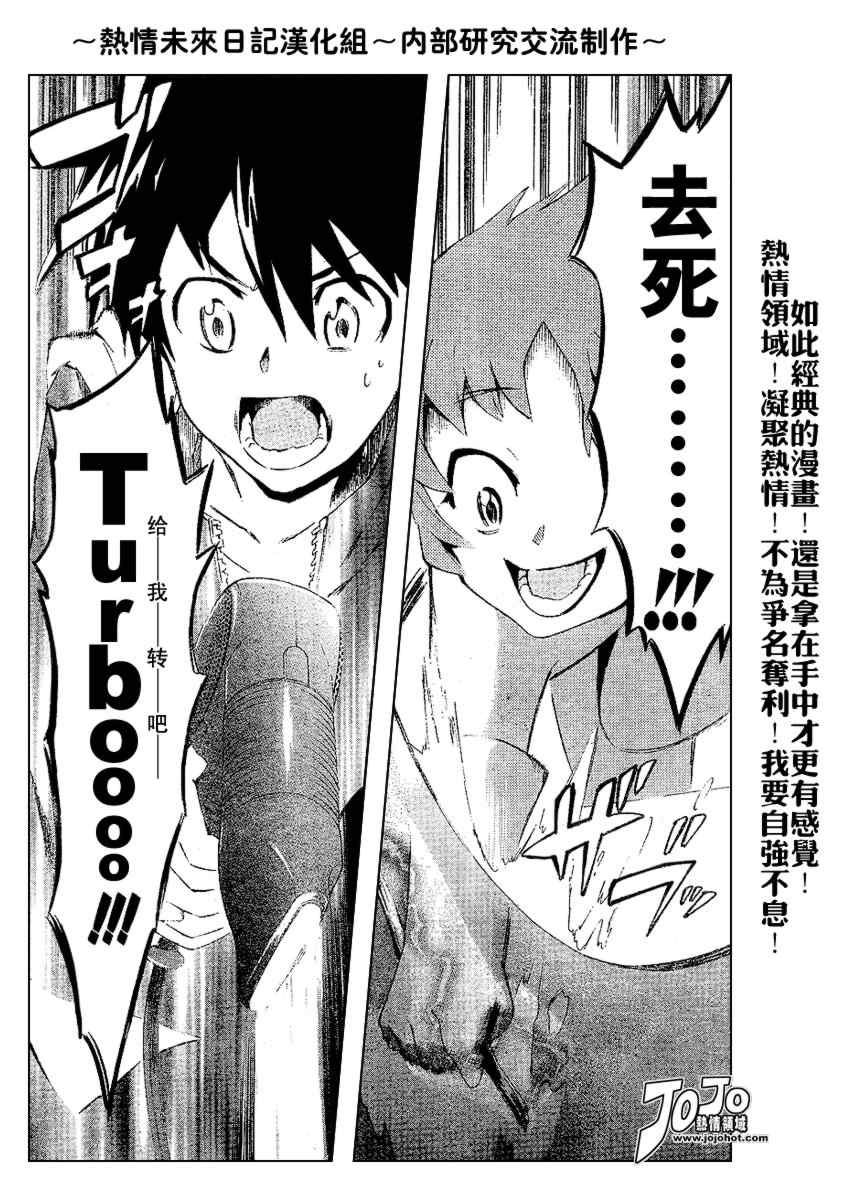 ～熱情未來日記漢化組～内部研究交流制作～
去死…………!!!
ザブ
Turboooo!!!
给──我──转──吧──
如此經典的漫畫！還是拿在手中才更有感覺！
熱情領域！凝聚熱情！不為爭名奪利！我要自強不息！
JOJO
熱情領域
www.jojohot.com